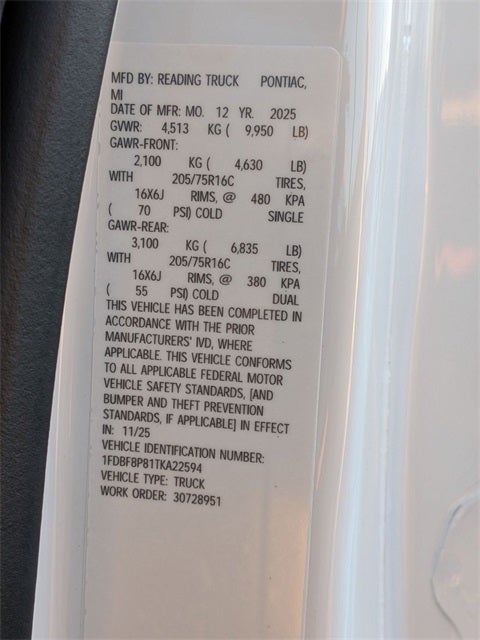 MFD BY: READING TRUCK PONTIAC,
MI
DATE OF MFR: MO. 12 YR. 2025
GVWR: 4,513 KG ( 9,950 LB)
GAWR-FRONT:
2,100 KG ( 4,630 LB)
WITH 205/75R16C TIRES,
16X6J RIMS, @ 480 KPA
( 70 PSI) COLD SINGLE
GAWR-REAR:
3,100 KG ( 6,835 LB)
WITH 205/75R16C TIRES,
16X6J RIMS, @ 380 KPA
( 55 PSI) COLD DUAL
THIS VEHICLE HAS BEEN COMPLETED IN
ACCORDANCE WITH THE PRIOR
MANUFACTURERS' IVD, WHERE
APPLICABLE. THIS VEHICLE CONFORMS
TO ALL APPLICABLE FEDERAL MOTOR
VEHICLE SAFETY STANDARDS, [AND
BUMPER AND THEFT PREVENTION
STANDARDS, IF APPLICABLE] IN EFFECT
IN: 11/25
VEHICLE IDENTIFICATION NUMBER:
1FDBF8P81TKA22594
VEHICLE TYPE: TRUCK
WORK ORDER: 30728951